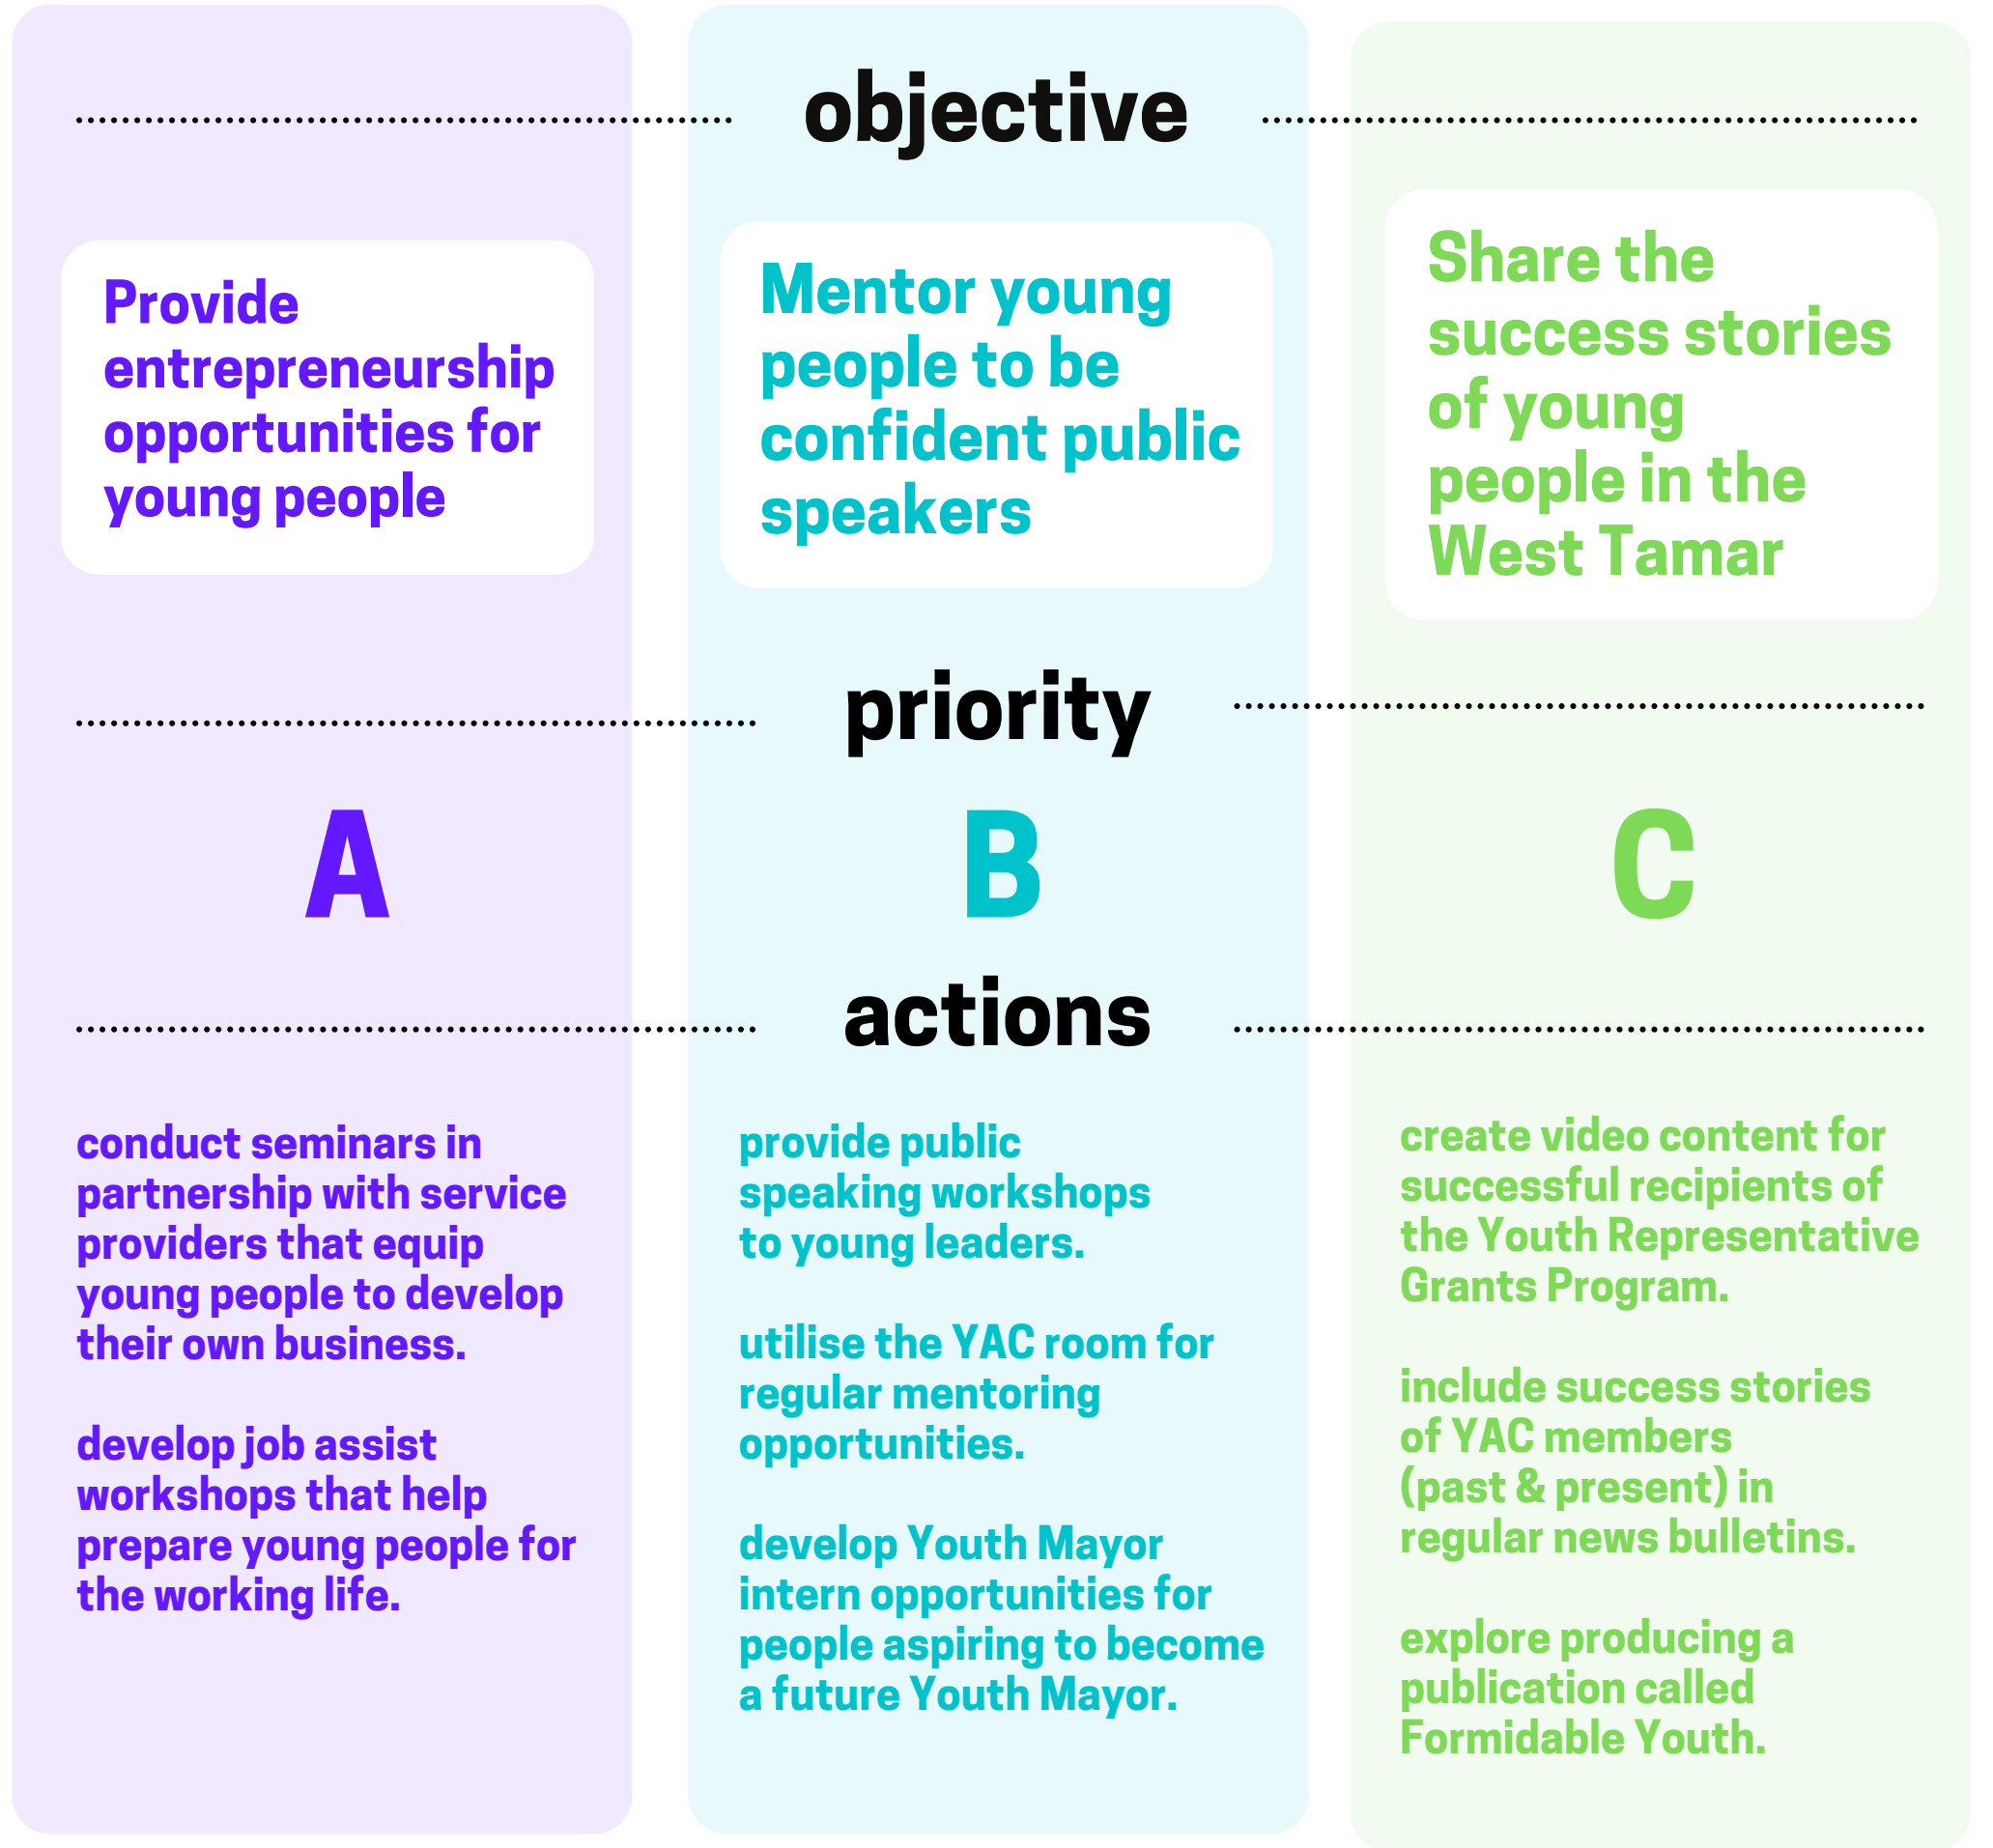 objective
Provide
entrepreneurship
opportunities for
young people
Mentor young
people to be
confident public
speakers
Share the
success stories
of young
people in the
West Tamar
priority
A
B
C
actions
conduct seminars in
partnership with service
providers that equip
young people to develop
their own business.
develop job assist
workshops that help
prepare young people for
the working life.
provide public
speaking workshops
to young leaders.
utilise the YAC room for
regular mentoring
opportunities.
develop Youth Mayor
intern opportunities for
people aspiring to become
a future Youth Mayor.
create video content for
successful recipients of
the Youth Representative
Grants Program.
include success stories
of YAC members
(past & present) in
regular news bulletins.
explore producing a
publication called
Formidable Youth.